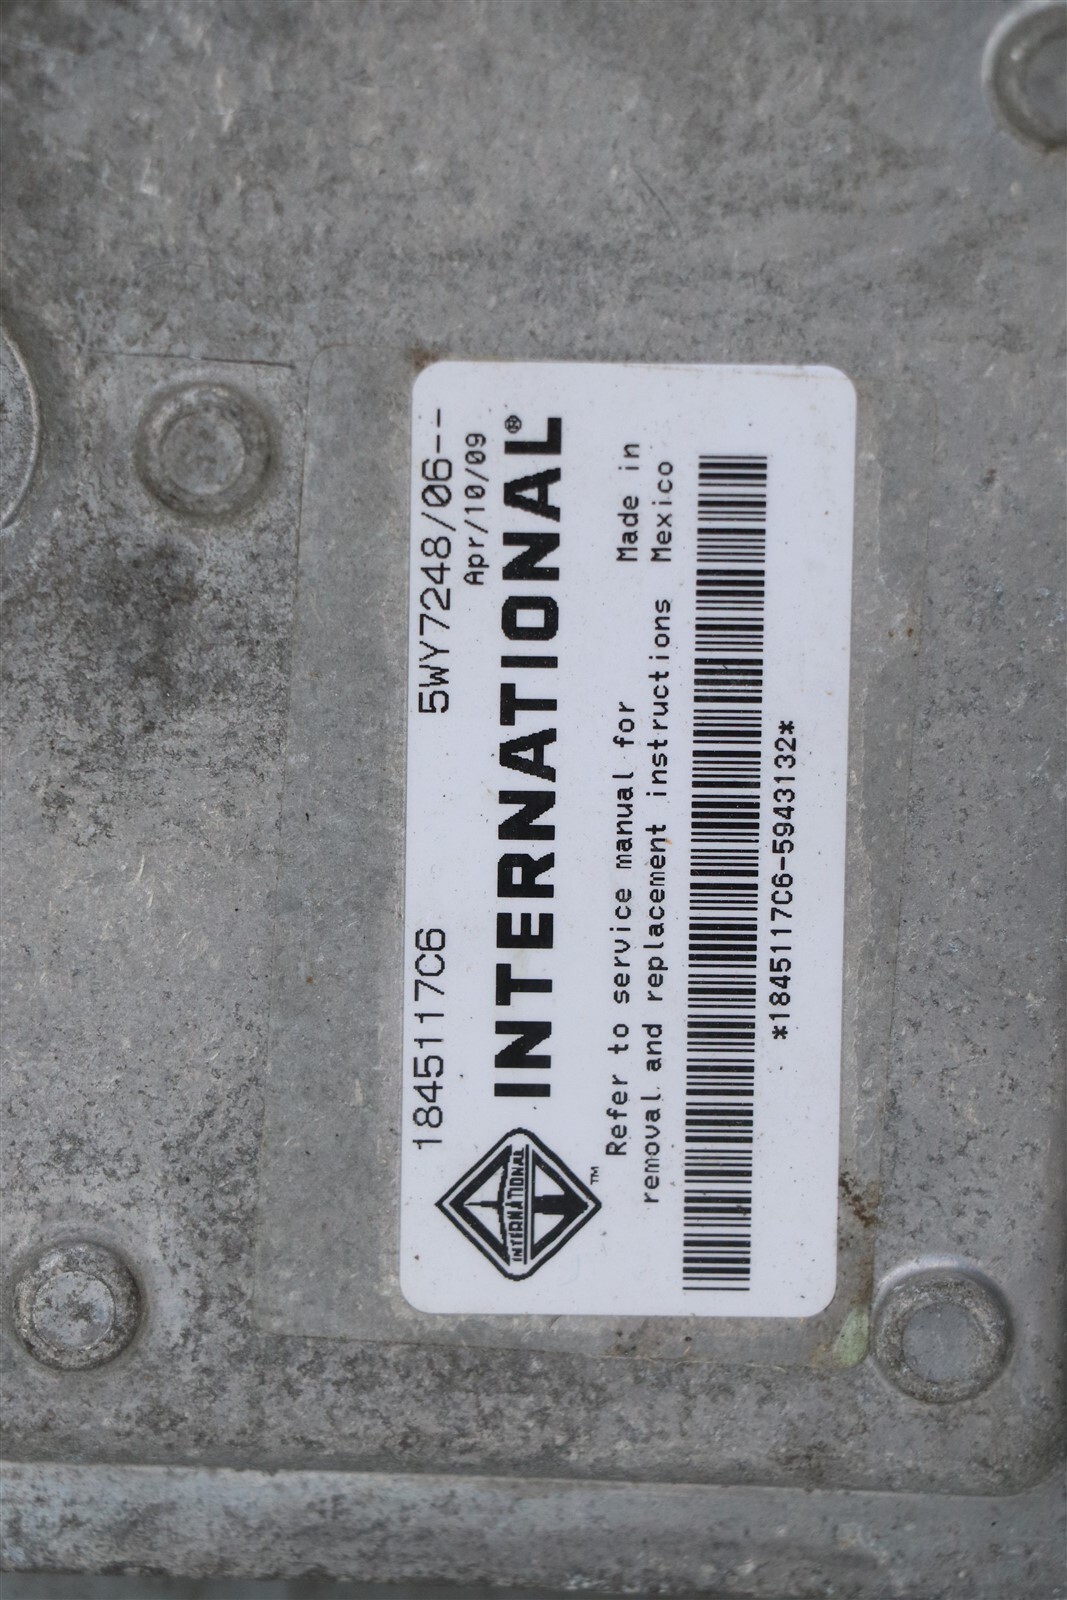 1845117C6 5WY7248/06--
Apr/10/09
INTERNATIONAL®
INTERNATIONAL
TM
Refer to service manual for Made in
removal and replacement instructions Mexico
*1845117C6-5943132*